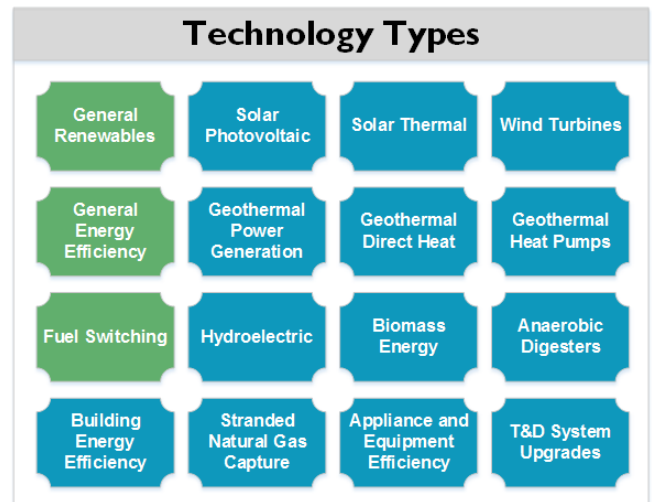 Technology Types
General
Renewables
Solar
Photovoltaic
Solar Thermal
Wind Turbines
General
Energy
Efficiency
Geothermal
Power
Generation
Geothermal
Direct Heat
Geothermal
Heat Pumps
Fuel Switching
Hydroelectric
Biomass
Energy
Anaerobic
Digesters
Building
Energy
Efficiency
Stranded
Natural Gas
Capture
Appliance and
Equipment
Efficiency
T&D System
Upgrades